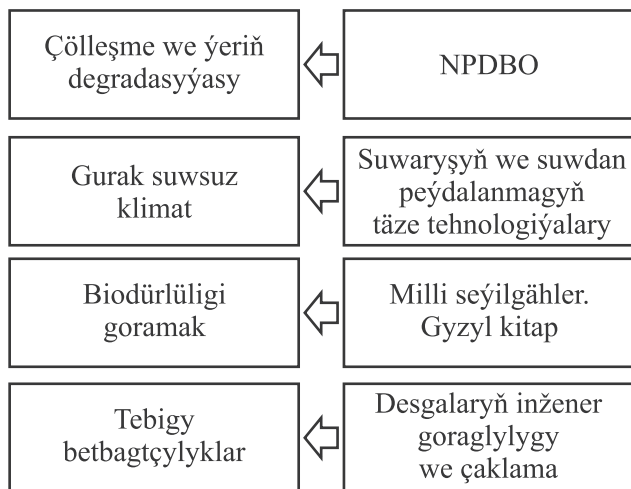 Çölleşme we ýeriň
degradasyýasy
NPDBO
Gurak suwsuz
klimat
Suwaryşyň we suwdan
peýdalanmagyň
täze tehnologiýalary
Biodürlüligi
goramak
Milli seýilgähler.
Gyzyl kitap
Tebigy
betbagtçylyklar
Desgalaryň inžener
goraglylygy
we çaklama